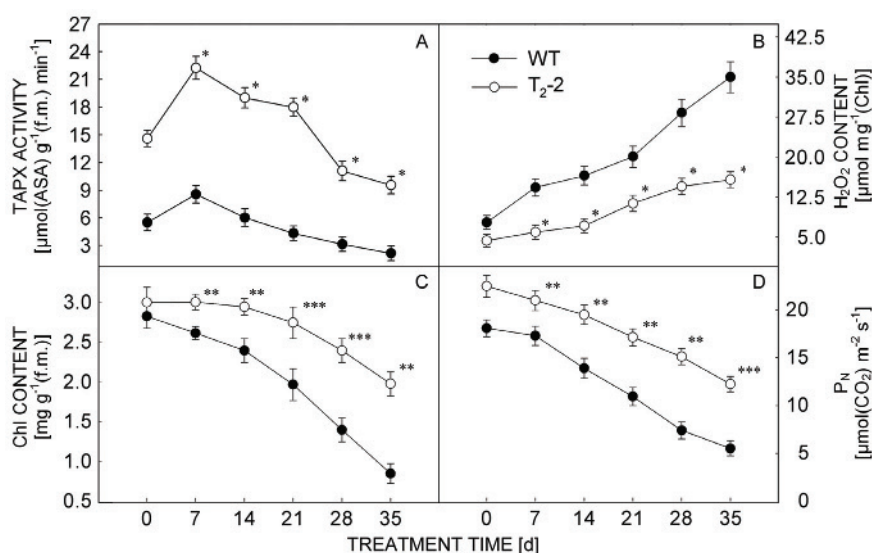 27
24
21
18
15
12
9
6
3
TAPX ACTIVITY
[µmol(ASA) g⁻¹(f.m.) min⁻¹]
A
*
*
*
*
*
B
WT
T₂-2
*
*
*
*
*
42.5
35.0
27.5
20.0
12.5
5.0
H₂O₂ CONTENT
[µmol mg⁻¹(Chl)]
3.0
2.5
2.0
1.5
1.0
0.5
Chl CONTENT
[mg g⁻¹(f.m.)]
C
**
**
***
***
**
D
**
**
**
**
***
20
15
10
5
0
P_N
[µmol(CO₂) m⁻² s⁻¹]
0 7 14 21 28 35 0 7 14 21 28 35
TREATMENT TIME [d]